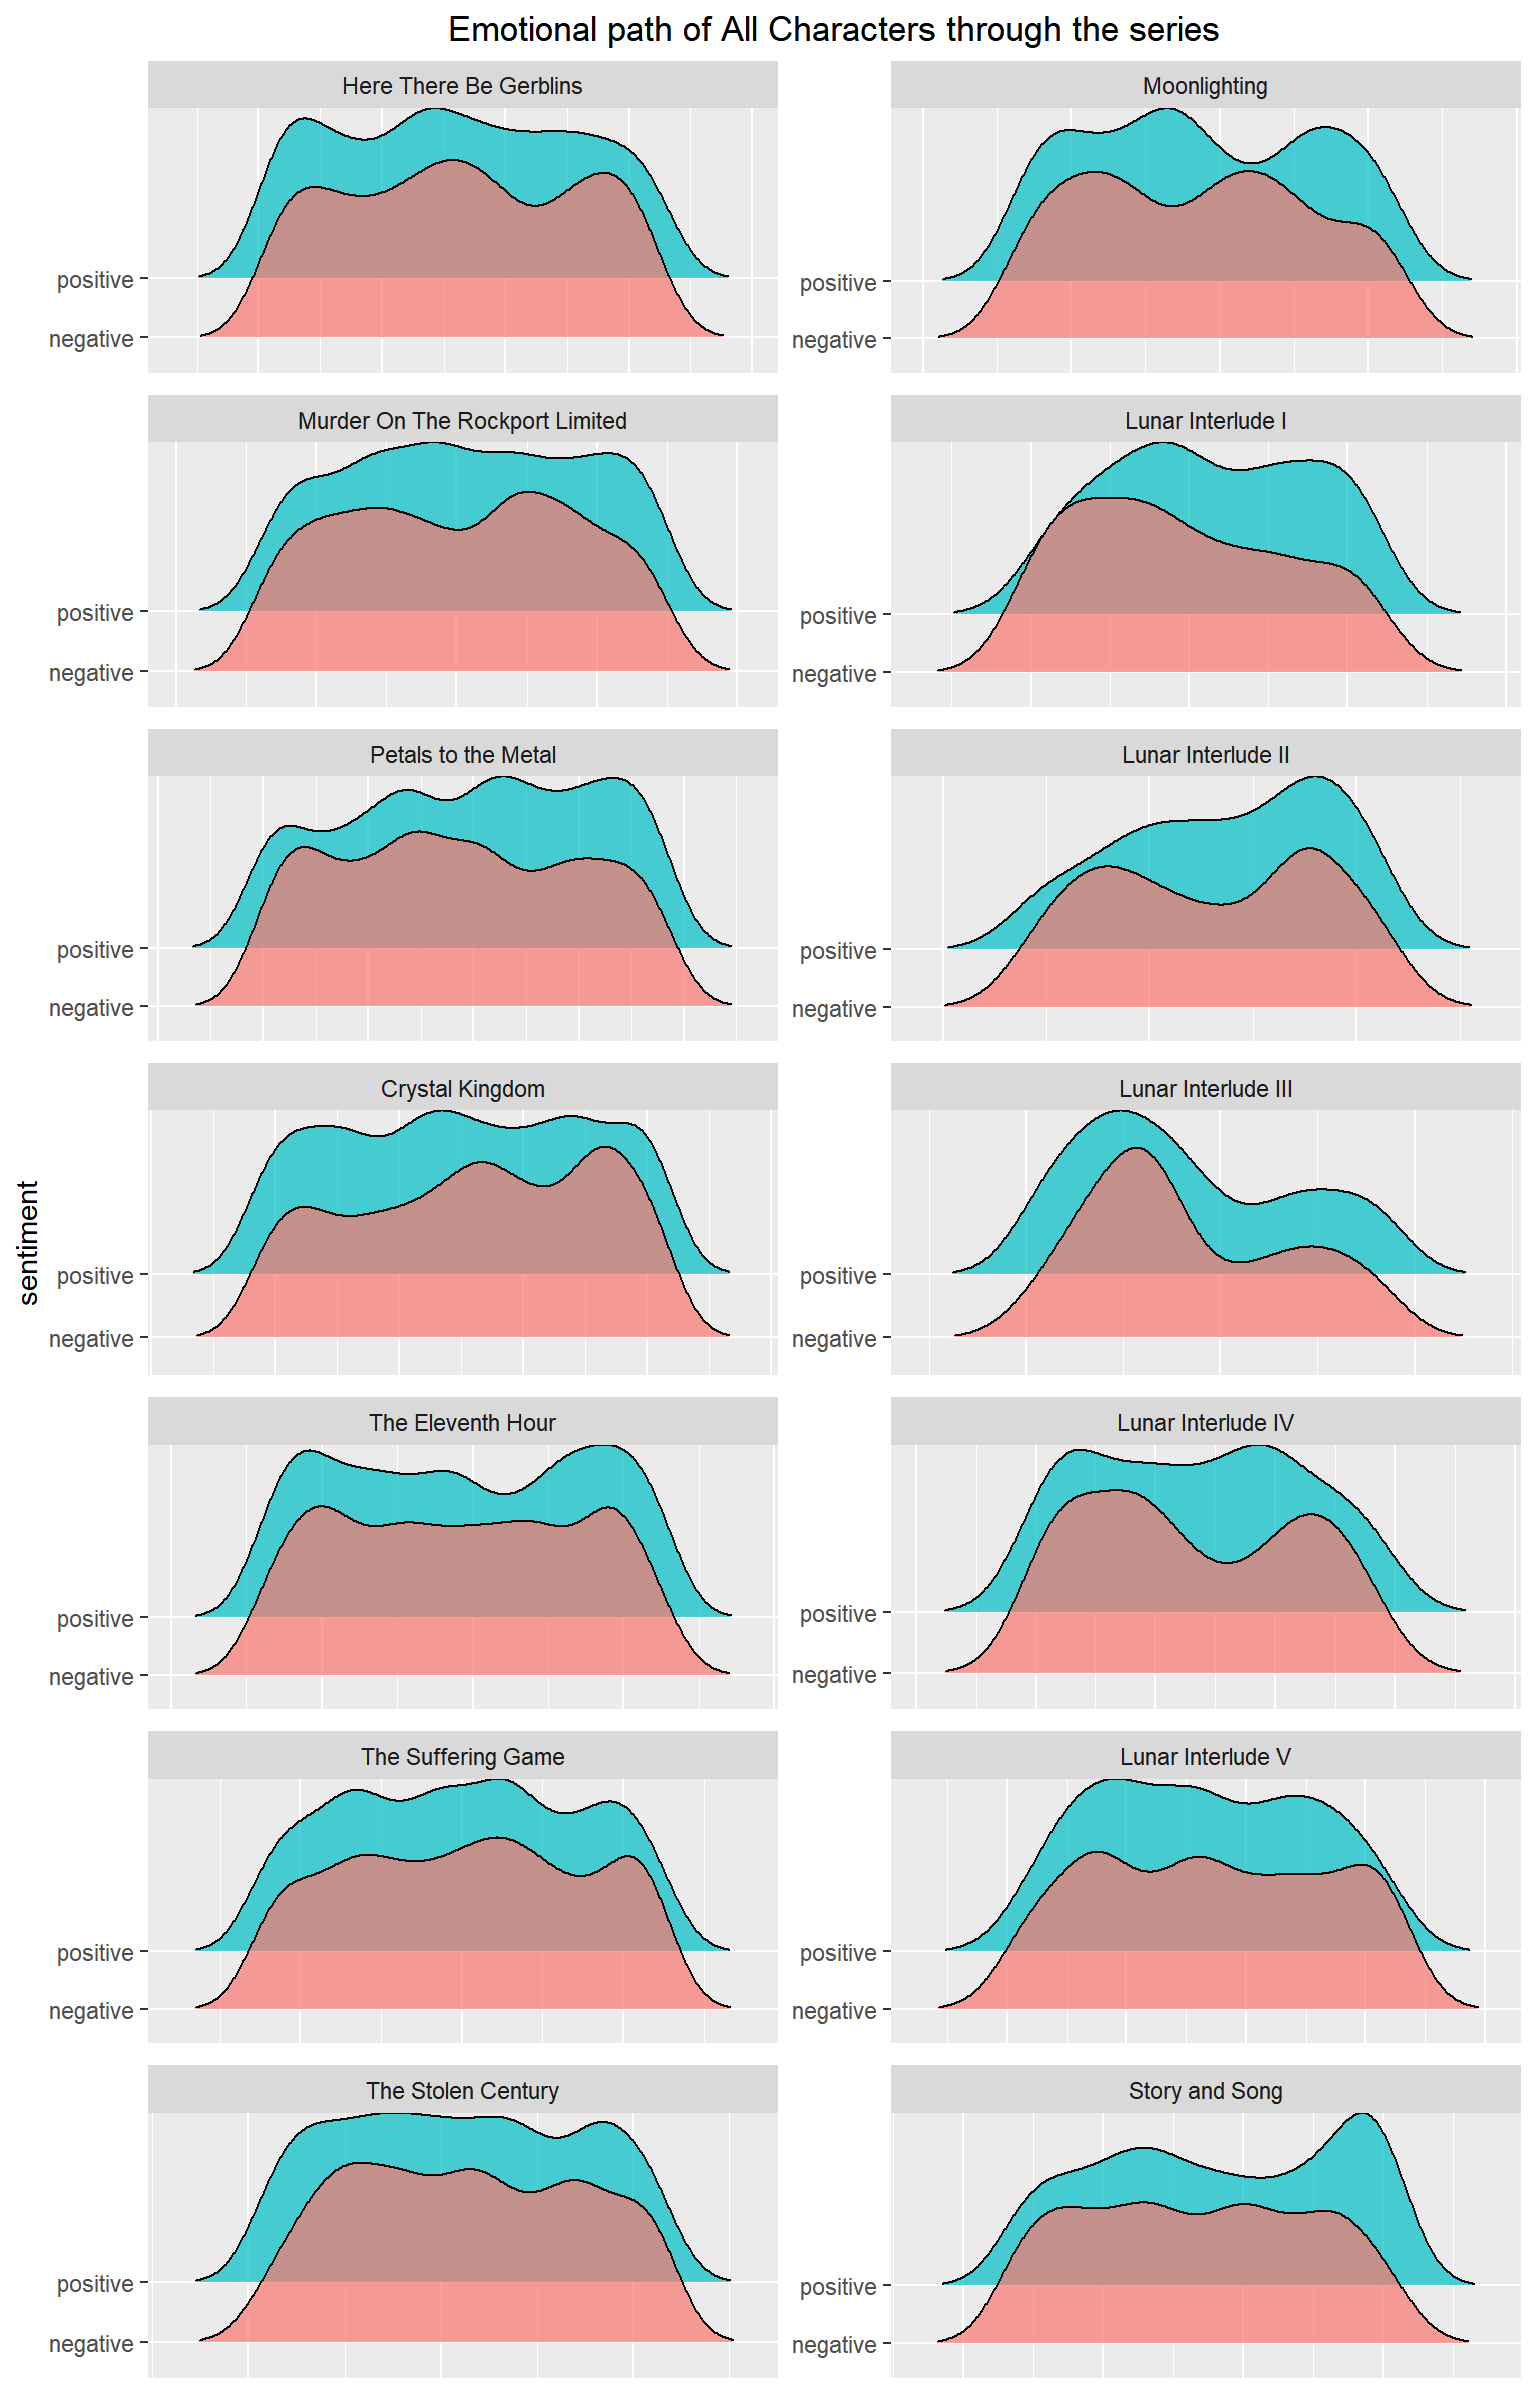 Emotional path of All Characters through the series
Here There Be Gerblins
Moonlighting
positive
negative
positive
negative
Murder On The Rockport Limited
Lunar Interlude I
positive
negative
positive
negative
Petals to the Metal
Lunar Interlude II
positive
negative
positive
negative
Crystal Kingdom
Lunar Interlude III
sentiment
positive
negative
positive
negative
The Eleventh Hour
Lunar Interlude IV
positive
negative
positive
negative
The Suffering Game
Lunar Interlude V
positive
negative
positive
negative
The Stolen Century
Story and Song
positive
negative
positive
negative